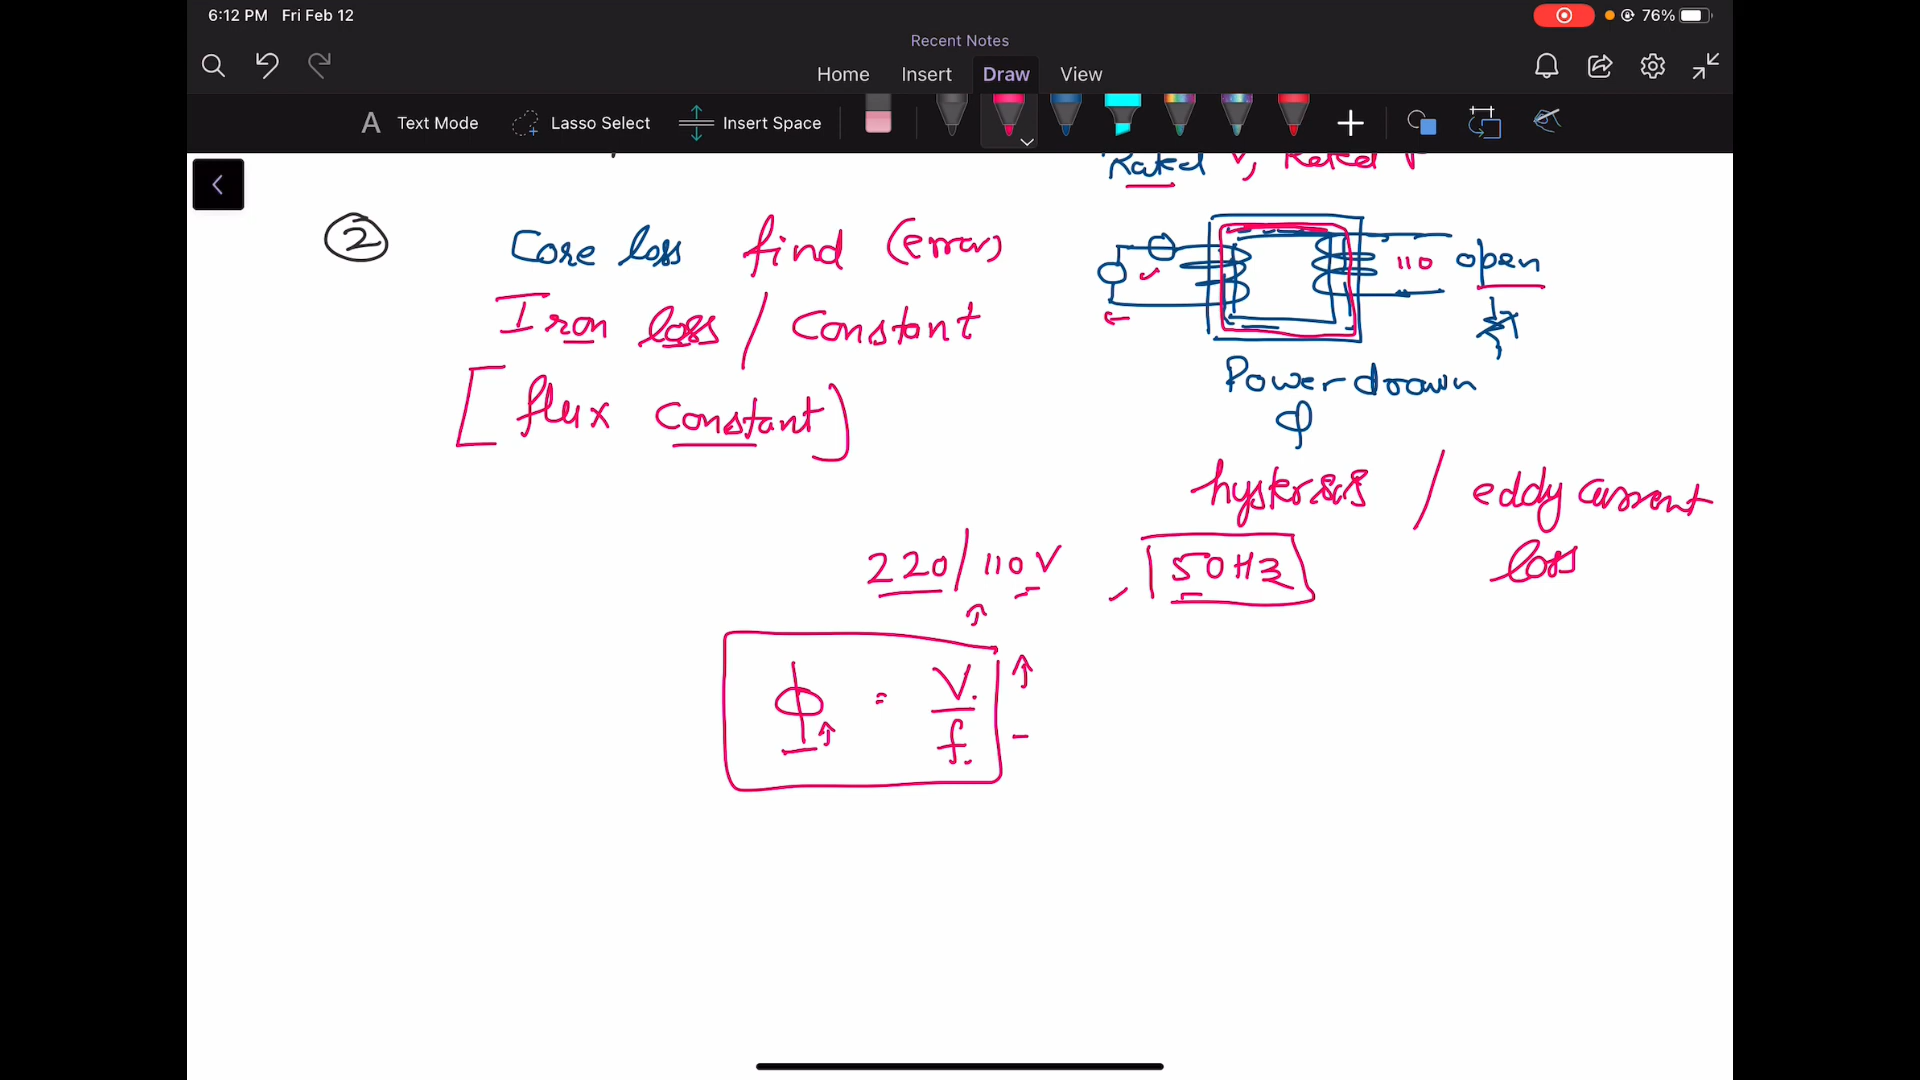 6:12 PM Fri Feb 12
76%
Recent Notes
Home Insert Draw View
Text Mode Lasso Select Insert Space
Rated V, Rated
2
Core loss find (error)
Iron loss / Constant
[flux constant]
110 open
Power drawn
φ
hystersis / eddy current
loss
220/110V , 50Hz
ϕ = V
f